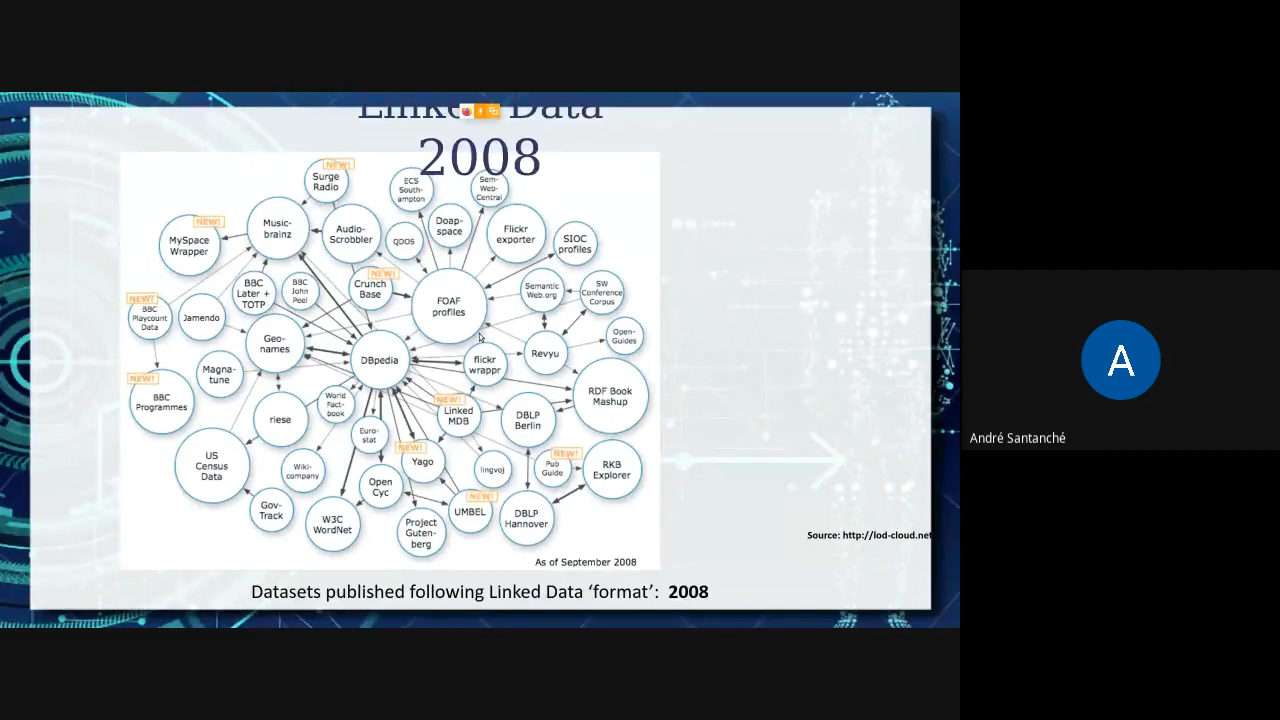 Linked Data
2008
NEW!
Surge
Radio
ECS
South-
ampton
Sem-
Web-
Central
NEW!
MySpace
Wrapper
Music-
brainz
Audio-
Scrobbler
QDOS
Doap-
space
Flickr
exporter
SIOC
profiles
NEW!
BBC
Playcount
Data
Jamendo
BBC
Later +
TOTP
BBC
John
Peel
NEW!
Crunch
Base
FOAF
profiles
Semantic
Web.org
SW
Conference
Corpus
Geo-
names
DBpedia
flickr
wrappr
Revyu
Open-
Guides
NEW!
BBC
Programmes
Magna-
tune
riese
World
Fact-
book
NEW!
Linked
MDB
DBLP
Berlin
RDF Book
Mashup
US
Census
Data
Wiki-
company
Euro-
stat
NEW!
Yago
lingvoj
NEW!
Pub
Guide
RKB
Explorer
Gov-
Track
W3C
WordNet
Open
Cyc
Project
Guten-
berg
NEW!
UMBEL
DBLP
Hannover
As of September 2008
Source: http://lod-cloud.net
Datasets published following Linked Data ‘format’: 2008
A
André Santanchè